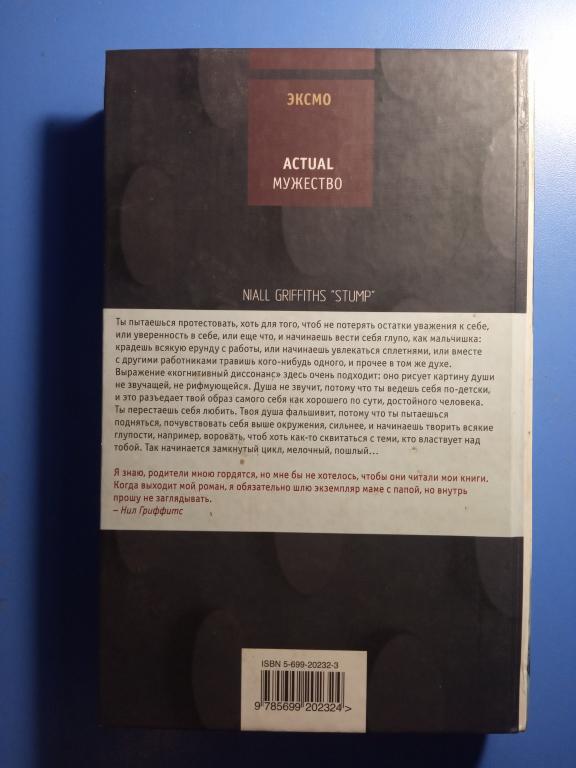 ЭКСМО
ACTUAL
МУЖЕСТВО
NIALL GRIFFITHS "STUMP"
Ты пытаешься протестовать, хоть для того, чтоб не потерять остатки уважения к себе,
или уверенность в себе, или еще что, и начинаешь вести себя глупо, как мальчишка:
крадешь всякую ерунду с работы, или начинаешь увлекаться сплетнями, или вместе
с другими работниками травишь кого-нибудь одного, и прочее в том же духе.
Выражение «когнитивный диссонанс» здесь очень подходит: оно рисует картину души
не звучащей, не рифмующейся. Душа не звучит, потому что ты ведешь себя по-детски,
и это разъедает твой образ самого себя как хорошего по сути, достойного человека.
Ты перестаешь себя любить. Твоя душа фальшивит, потому что ты пытаешься
подняться, почувствовать себя выше окружения, сильнее, и начинаешь творить всякие
глупости, например, воровать, чтоб хоть как-то сквитаться с теми, кто властвует над
тобой. Так начинается замкнутый цикл, мелочный, пошлый...
Я знаю, родители мною гордятся, но мне бы не хотелось, чтобы они читали мои книги.
Когда выходит мой роман, я обязательно шлю экземпляр маме с папой, но внутрь
прошу не заглядывать.
– Нил Гриффитс
ISBN 5-699-20232-3
9 785699 202324 >